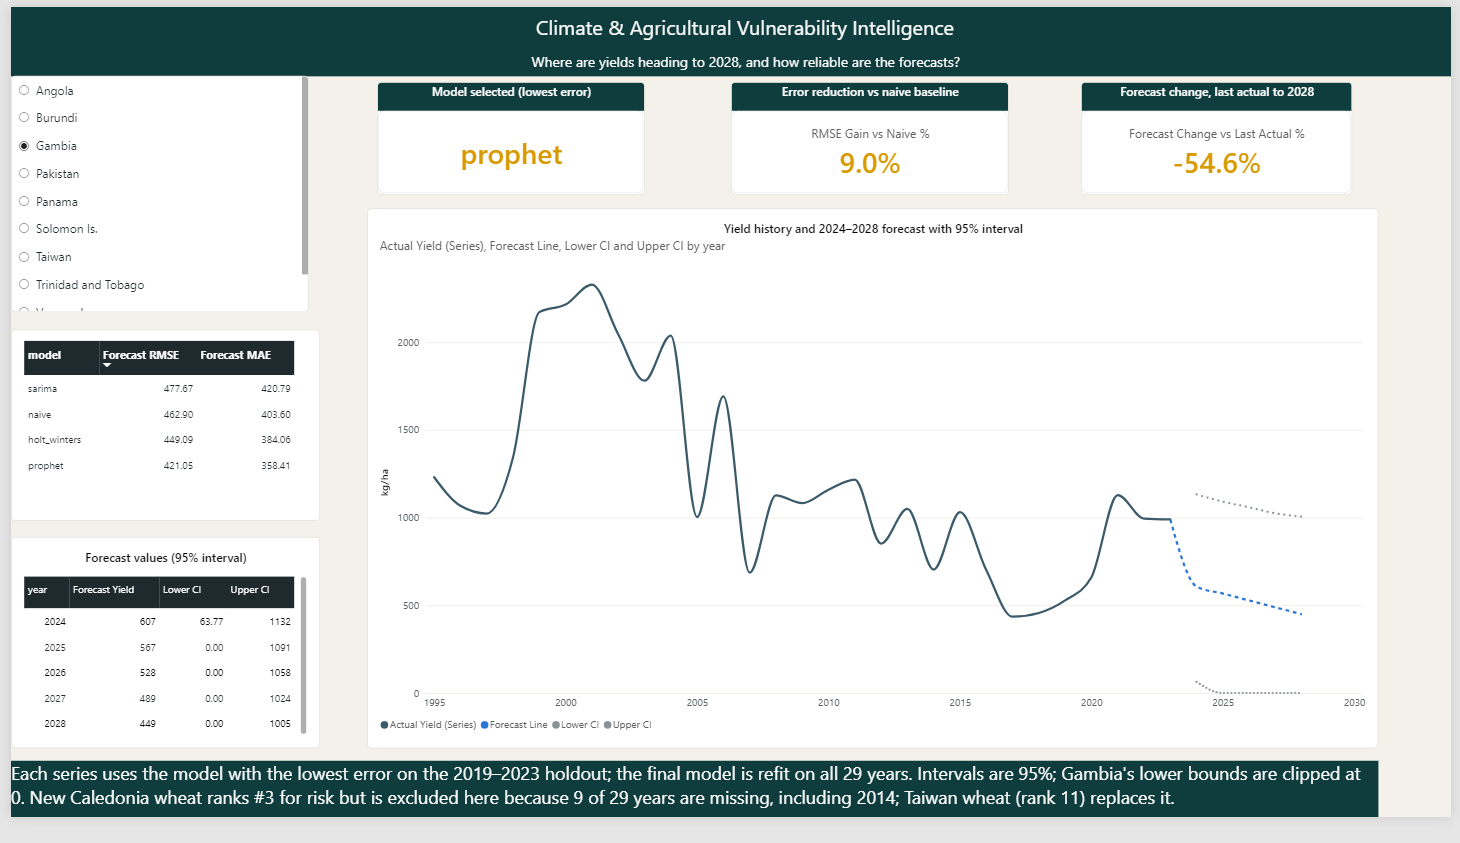 Climate & Agricultural Vulnerability Intelligence
Where are yields heading to 2028, and how reliable are the forecasts?
Angola
Burundi
Gambia
Pakistan
Panama
Solomon Is.
Taiwan
Trinidad and Tobago
Model selected (lowest error)
prophet
Error reduction vs naive baseline
RMSE Gain vs Naive %
9.0%
Forecast change, last actual to 2028
Forecast Change vs Last Actual %
-54.6%
model Forecast RMSE Forecast MAE
sarima 477.67 420.79
naive 462.90 403.60
holt_winters 449.09 384.06
prophet 421.05 358.41
Forecast values (95% interval)
year Forecast Yield Lower CI Upper CI
2024 607 63.77 1132
2025 567 0.00 1091
2026 528 0.00 1058
2027 489 0.00 1024
2028 449 0.00 1005
Yield history and 2024–2028 forecast with 95% interval
Actual Yield (Series), Forecast Line, Lower CI and Upper CI by year
kg/ha
2000
1500
1000
500
0
1995 2000 2005 2010 2015 2020 2025 2030
Actual Yield (Series) Forecast Line Lower CI Upper CI
Each series uses the model with the lowest error on the 2019–2023 holdout; the final model is refit on all 29 years. Intervals are 95%; Gambia's lower bounds are clipped at
0. New Caledonia wheat ranks #3 for risk but is excluded here because 9 of 29 years are missing, including 2014; Taiwan wheat (rank 11) replaces it.